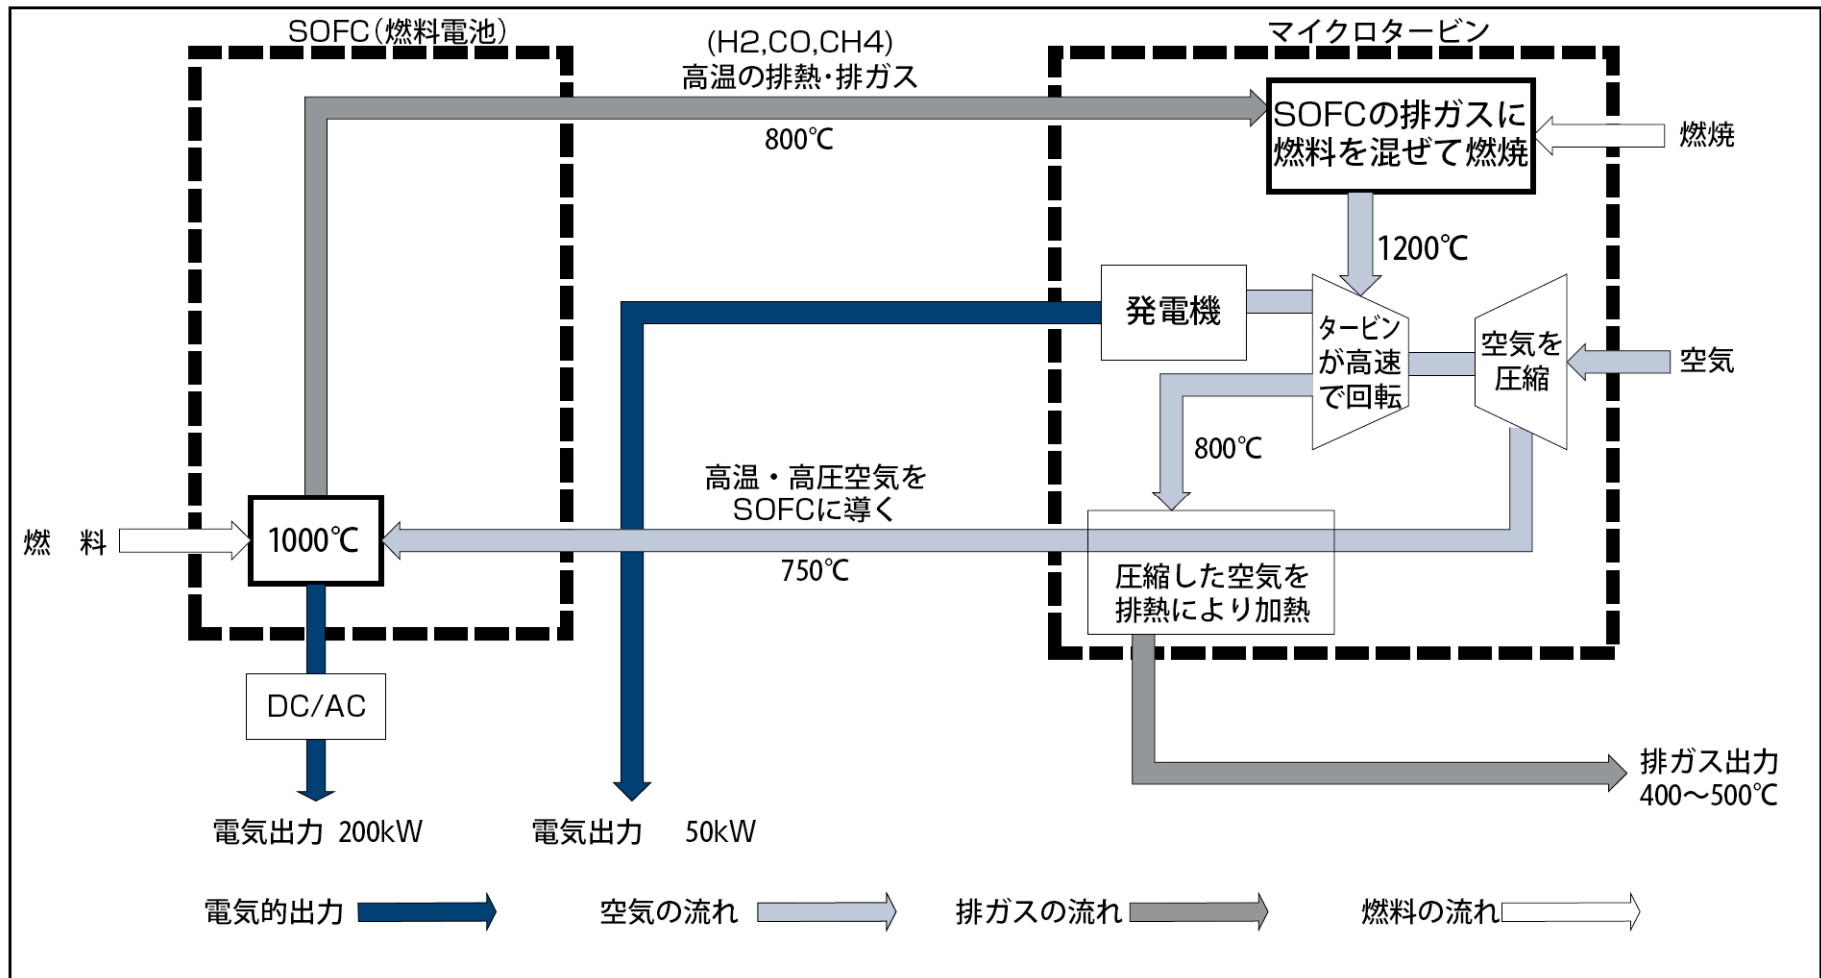 SOFC（燃料電池）
マイクロタービン
(H2,CO,CH4)
高温の排熱・排ガス
800℃
SOFCの排ガスに
燃料を混ぜて燃焼
燃焼
1200℃
発電機
タービン
が高速
で回転
空気を
圧縮
空気
800℃
高温・高圧空気を
SOFCに導く
750℃
燃　料
1000℃
圧縮した空気を
排熱により加熱
DC/AC
排ガス出力
400～500℃
電気出力 200kW
電気出力　50kW
電気的出力
空気の流れ
排ガスの流れ
燃料の流れ